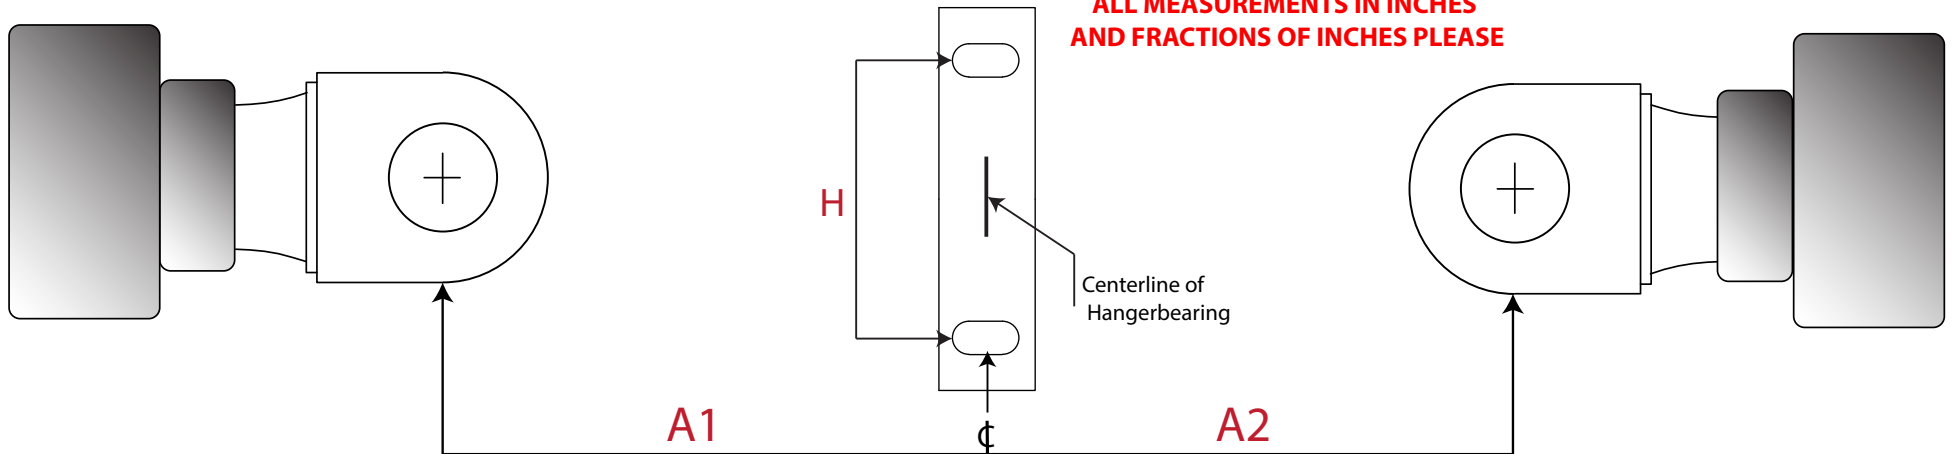 ALL MEASUREMENTS IN INCHES
AND FRACTIONS OF INCHES PLEASE
H
Centerline of
Hangerbearing
A1
℄
A2